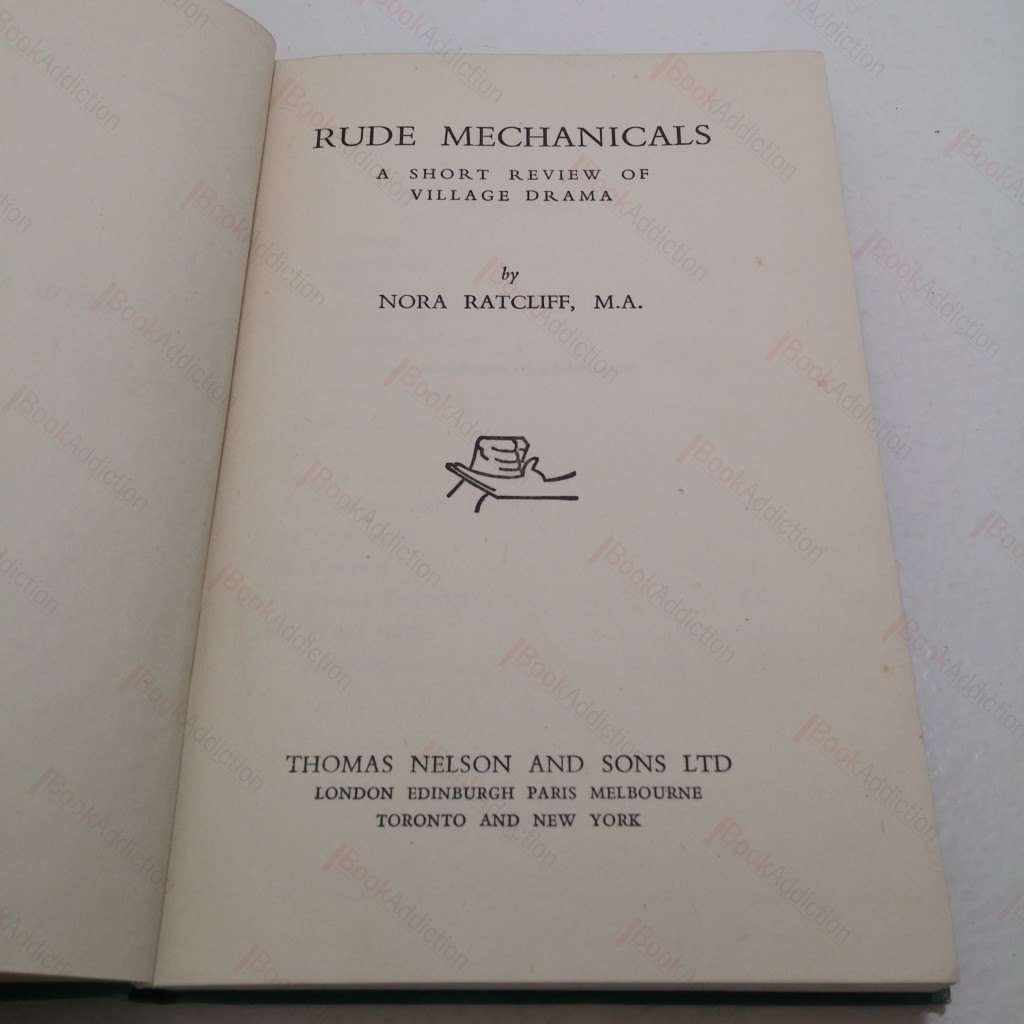 RUDE MECHANICALS
A SHORT REVIEW OF
VILLAGE DRAMA
by
NORA RATCLIFF, M.A.
THOMAS NELSON AND SONS LTD
LONDON EDINBURGH PARIS MELBOURNE
TORONTO AND NEW YORK
BookAddiction